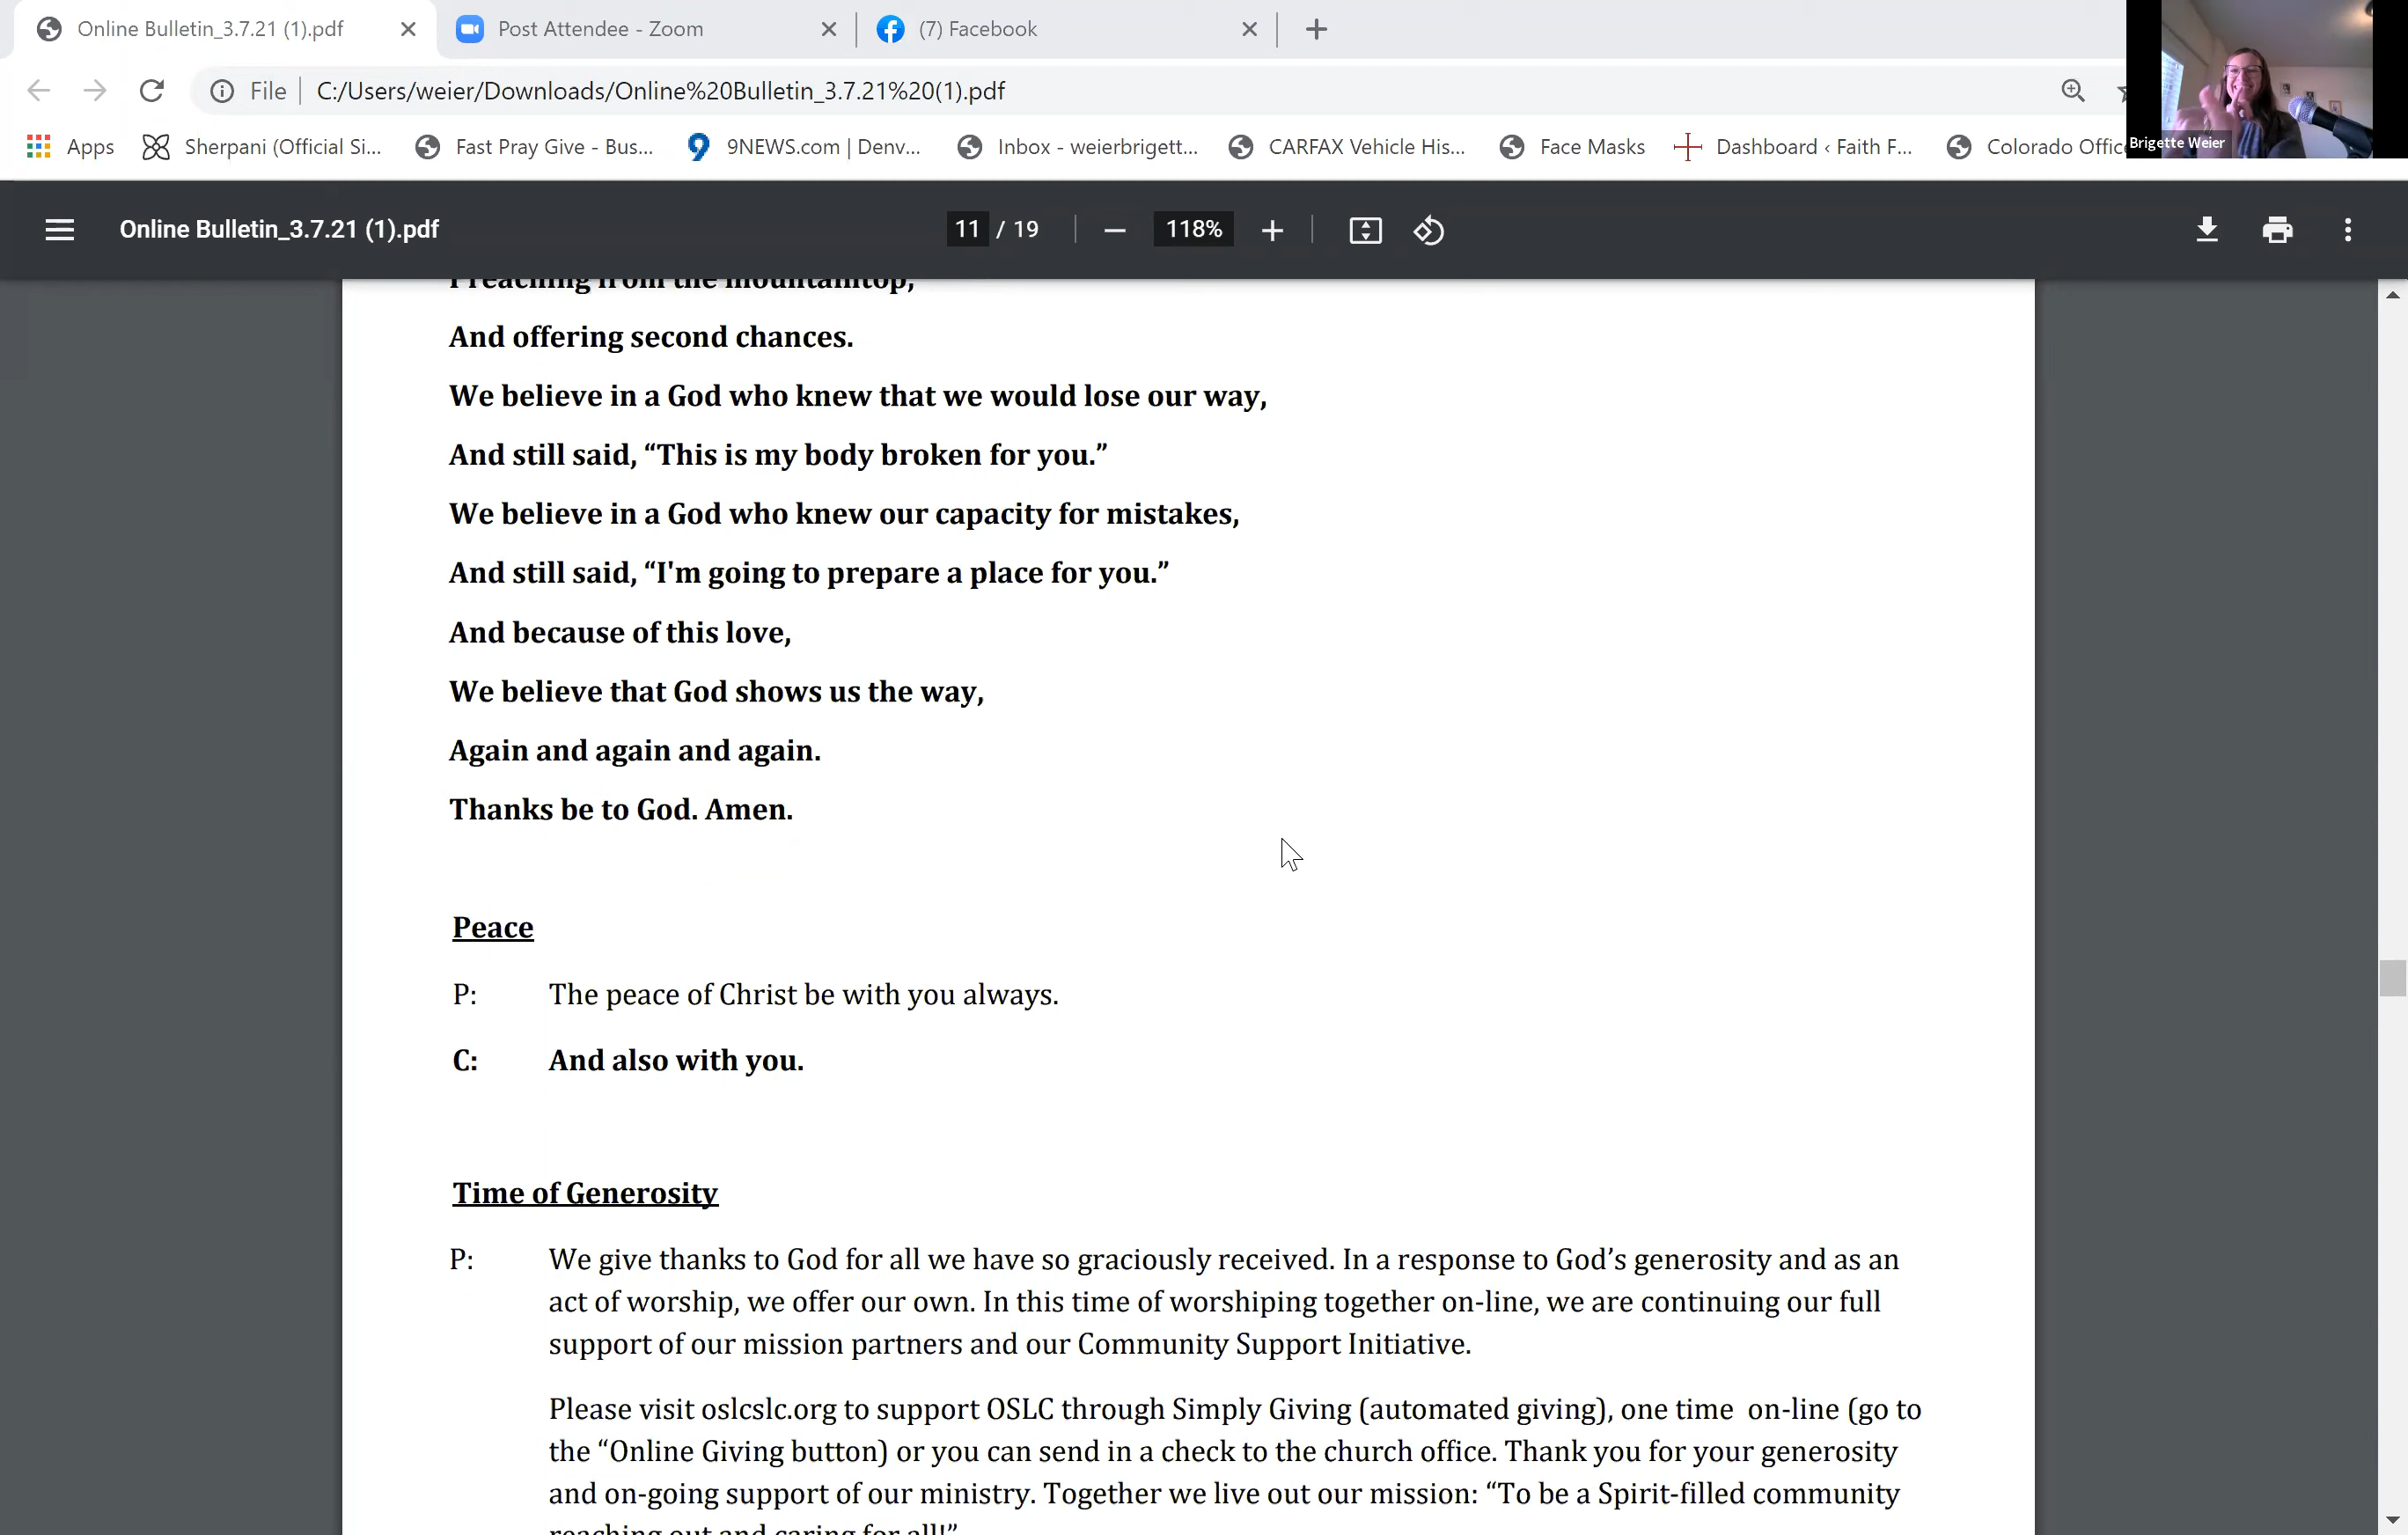 Online Bulletin_3.7.21 (1).pdf
Post Attendee - Zoom
(7) Facebook
File
C:/Users/weier/Downloads/Online%20Bulletin_3.7.21%20(1).pdf
Apps
Sherpani (Official Si...
Fast Pray Give - Bus...
9NEWS.com | Denv...
Inbox - weierbrigett...
CARFAX Vehicle His...
Face Masks
Dashboard ‹ Faith F...
Colorado Offic
Brigette Weier
Online Bulletin_3.7.21 (1).pdf
11 / 19
118%
Preaching from the mountaintop,
And offering second chances.
We believe in a God who knew that we would lose our way,
And still said, “This is my body broken for you.”
We believe in a God who knew our capacity for mistakes,
And still said, “I'm going to prepare a place for you.”
And because of this love,
We believe that God shows us the way,
Again and again and again.
Thanks be to God. Amen.
Peace
P: The peace of Christ be with you always.
C: And also with you.
Time of Generosity
P: We give thanks to God for all we have so graciously received. In a response to God’s generosity and as an
act of worship, we offer our own. In this time of worshiping together on-line, we are continuing our full
support of our mission partners and our Community Support Initiative.
Please visit oslcslc.org to support OSLC through Simply Giving (automated giving), one time on-line (go to
the “Online Giving button) or you can send in a check to the church office. Thank you for your generosity
and on-going support of our ministry. Together we live out our mission: “To be a Spirit-filled community
reaching out and caring for all!”